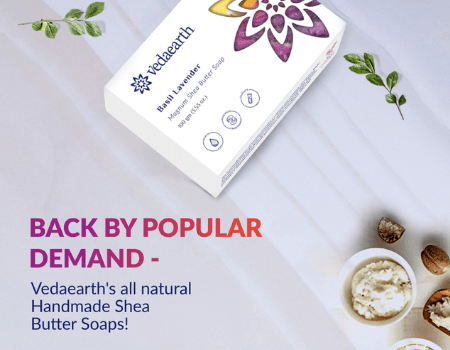 vedaearth
Basil Lavender
Magnum Shea Butter Soap
BACK BY POPULAR
DEMAND -
Vedaearth's all natural
Handmade Shea
Butter Soaps!